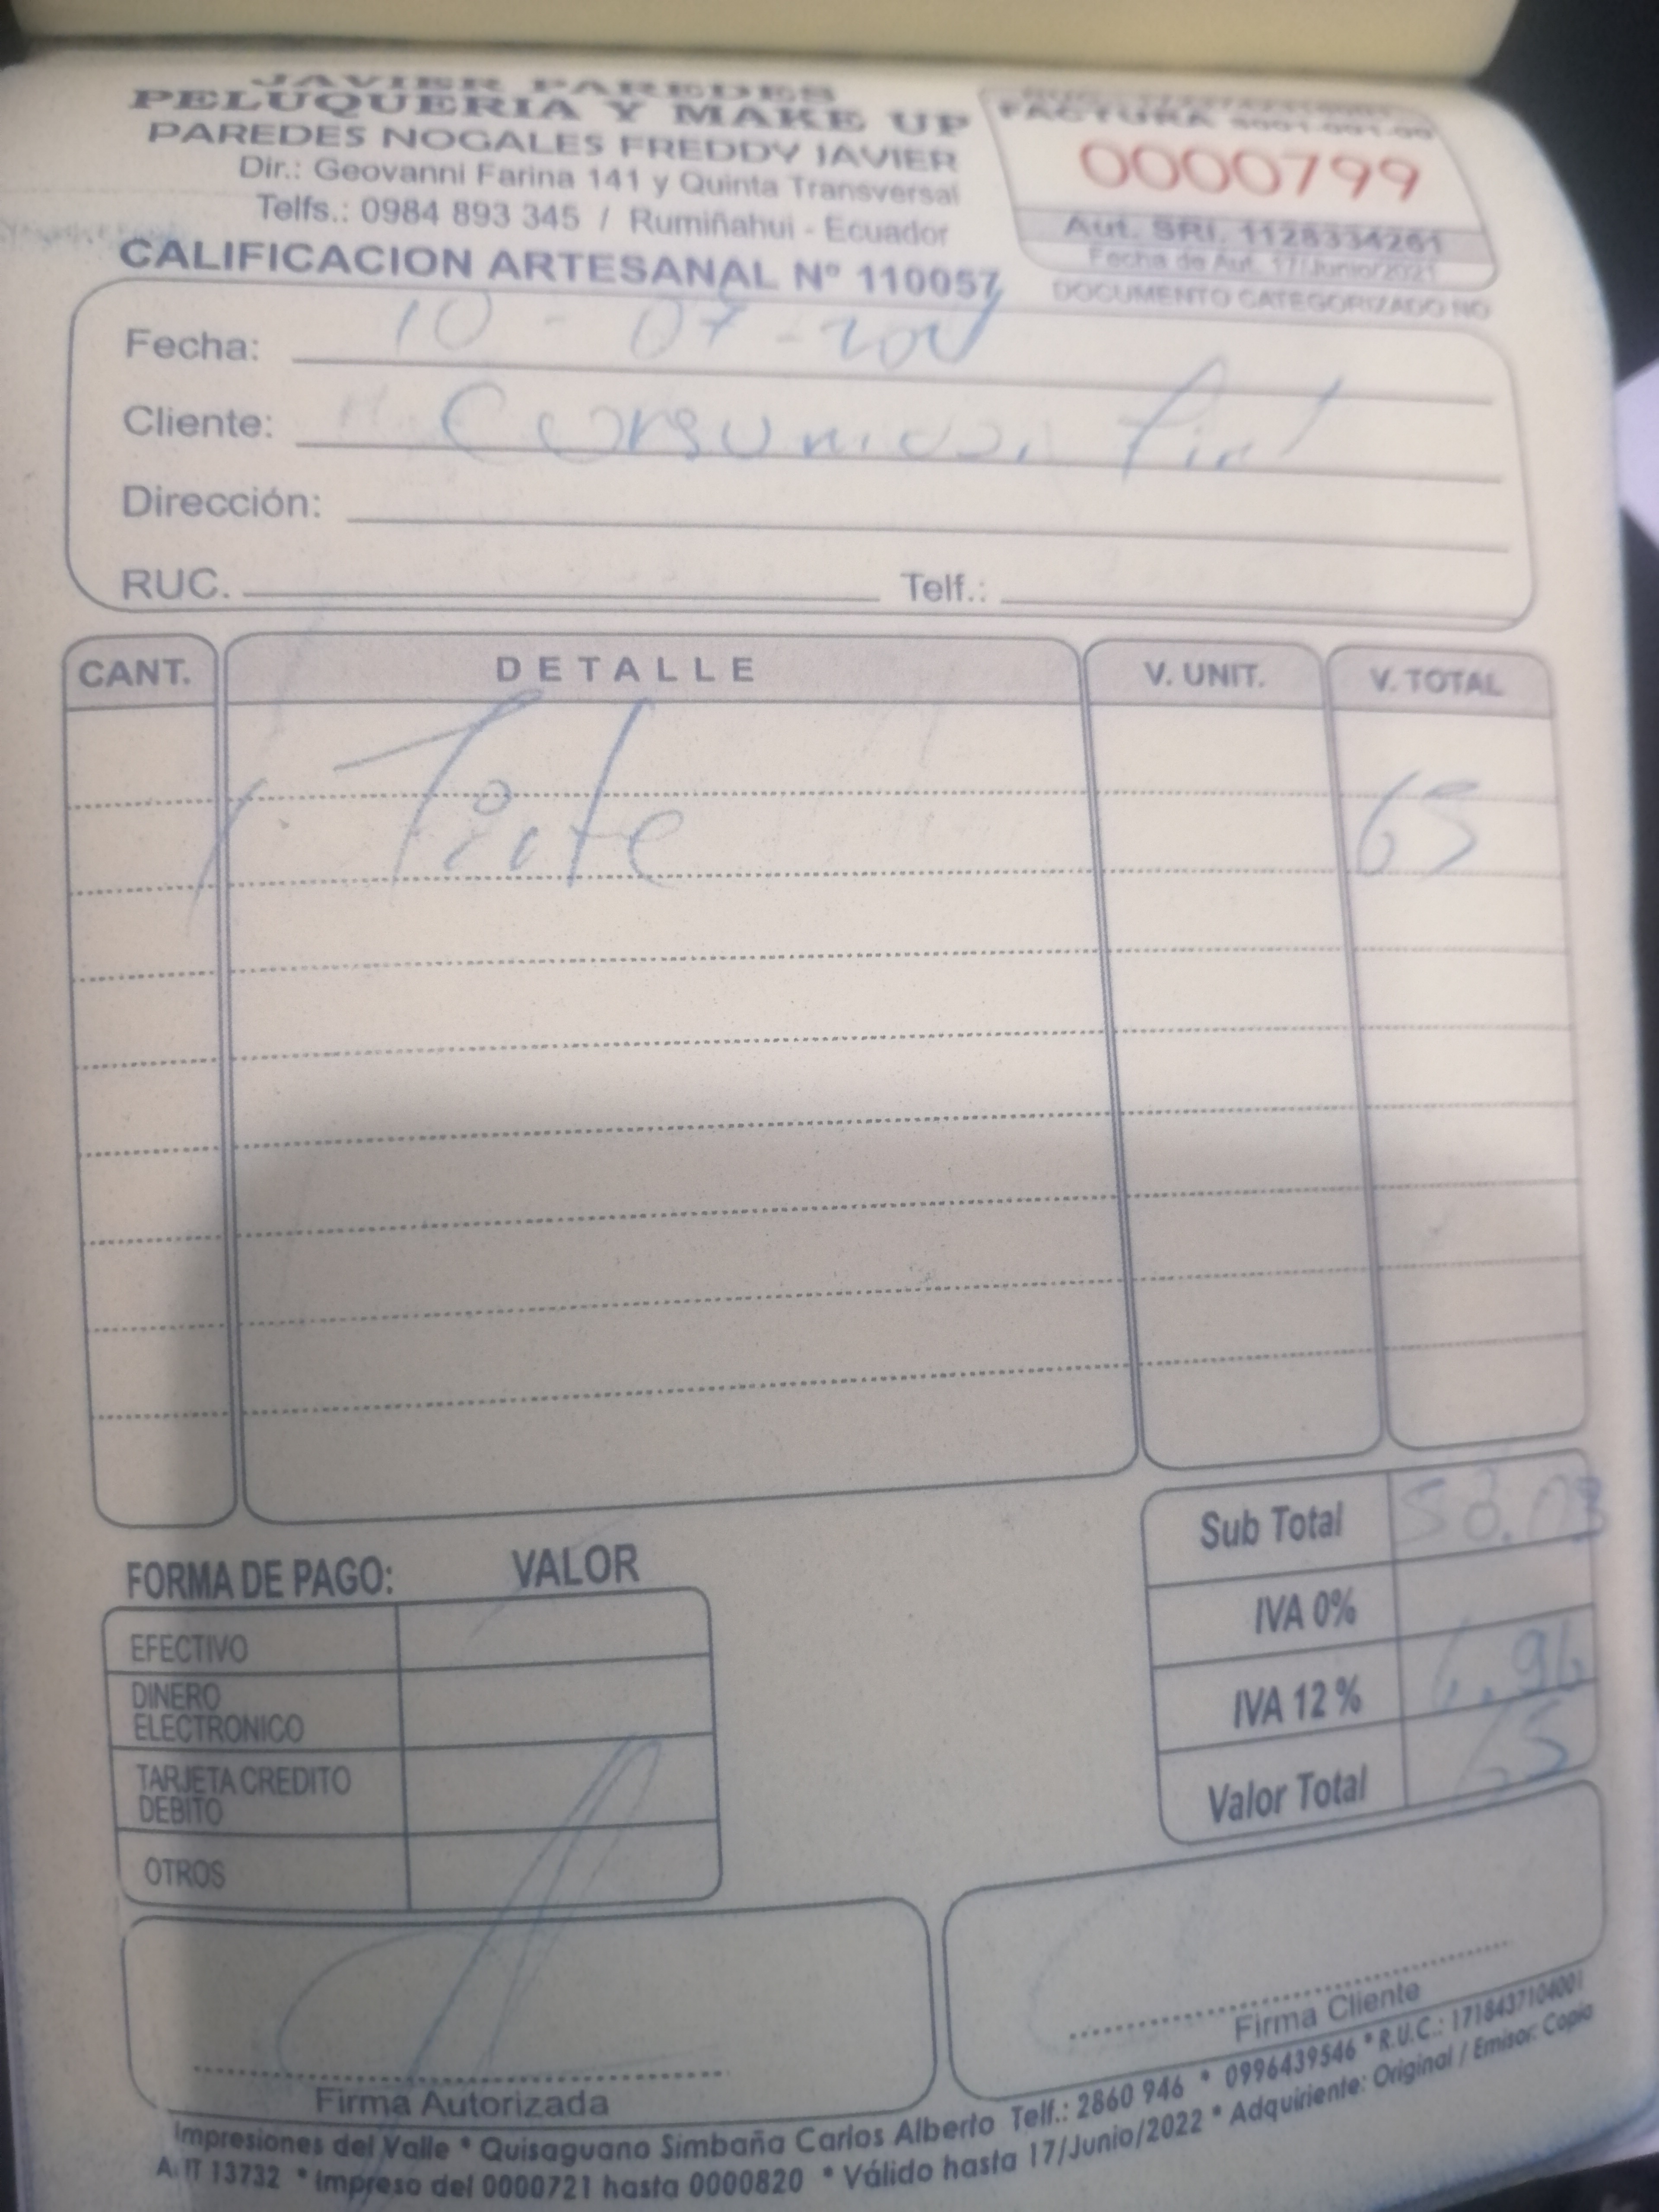 JAVIER PAREDES
PELUQUERIA Y MAKE UP
PAREDES NOGALES FREDDY JAVIER
Dir.: Geovanni Farina 141 y Quinta Transversal
Telfs.: 0984 893 345 / Rumiñahui - Ecuador
CALIFICACION ARTESANAL Nº 110057
FACTURA S001-001-00
0000799
Aut. SRI. 1128334261
Fecha de Aut. 17/Junio/2021
DOCUMENTO CATEGORIZADO NO
Fecha: 10 - 07 -
Cliente:
Dirección:
RUC. Telf.:
CANT. DETALLE V. UNIT. V. TOTAL
1. Tinte 65
Sub Total 58.03
IVA 0%
IVA 12 % 6.96
Valor Total 65
FORMA DE PAGO: VALOR
EFECTIVO
DINERO
ELECTRONICO
TARJETA CREDITO
DEBITO
OTROS
Firma Autorizada
Firma Cliente
Impresiones del Valle * Quisaguano Simbaña Carlos Alberto Telf.: 2860 946 * 0996439546 * R.U.C.: 1718437104001
A. IT 13732 * Impreso del 0000721 hasta 0000820 * Válido hasta 17/Junio/2022 * Adquiriente: Original / Emisor: Copia